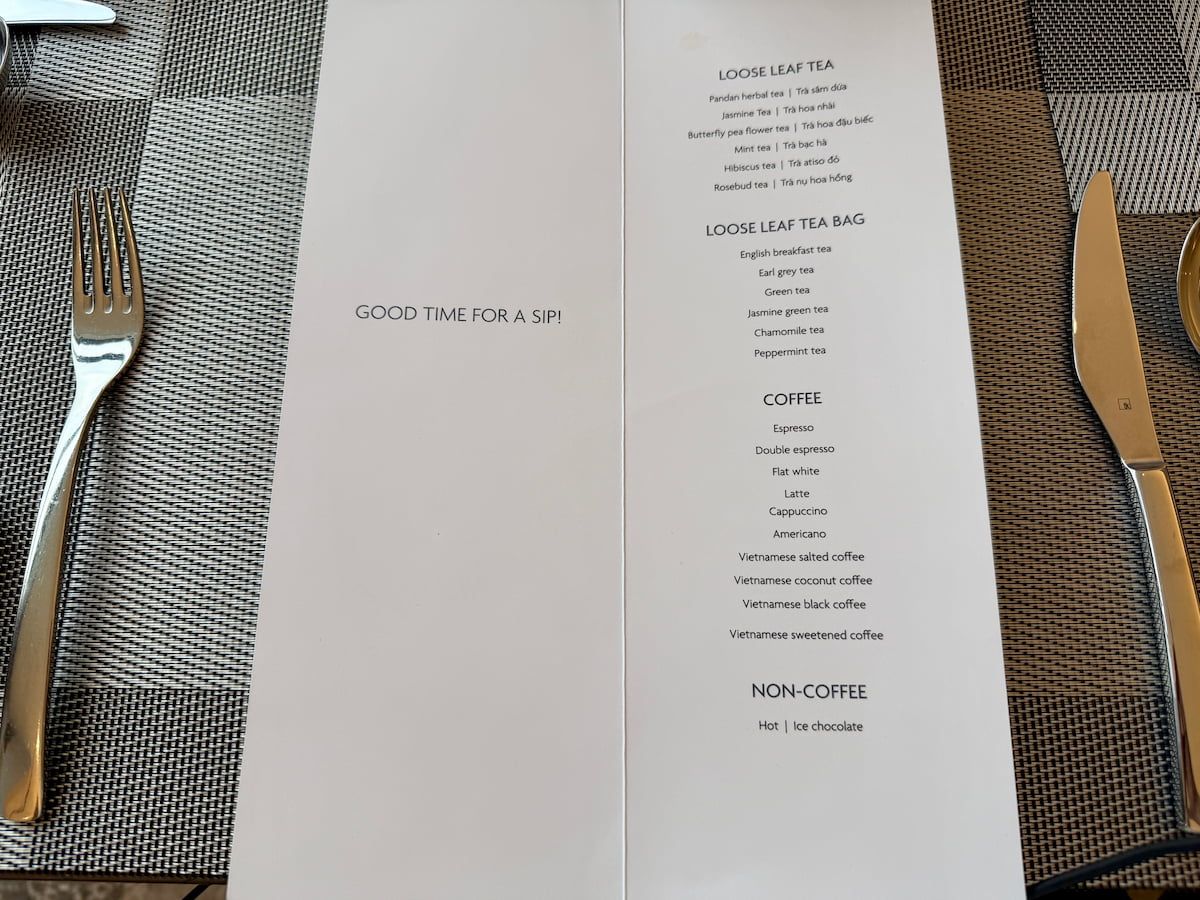 GOOD TIME FOR A SIP!
LOOSE LEAF TEA
Pandan herbal tea | Trà sâm dứa
Jasmine Tea | Trà hoa nhài
Butterfly pea flower tea | Trà hoa đậu biếc
Mint tea | Trà bạc hà
Hibiscus tea | Trà atiso đỏ
Rosebud tea | Trà nụ hoa hồng
LOOSE LEAF TEA BAG
English breakfast tea
Earl grey tea
Green tea
Jasmine green tea
Chamomile tea
Peppermint tea
COFFEE
Espresso
Double espresso
Flat white
Latte
Cappuccino
Americano
Vietnamese salted coffee
Vietnamese coconut coffee
Vietnamese black coffee
Vietnamese sweetened coffee
NON-COFFEE
Hot | Ice chocolate